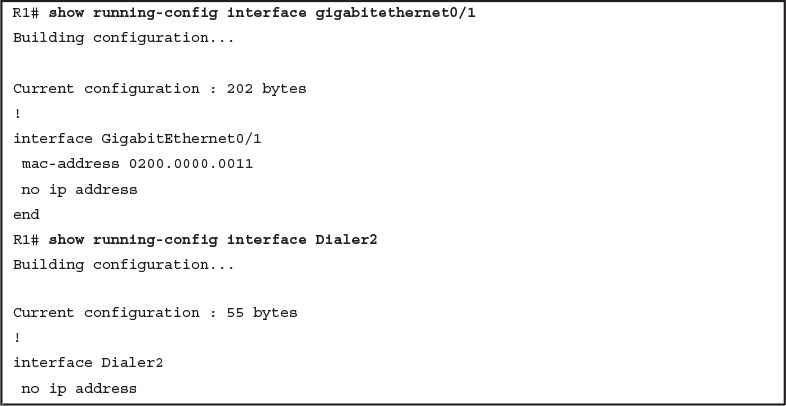 R1# show running-config interface gigabitethernet0/1
Building configuration...
Current configuration : 202 bytes
!
interface GigabitEthernet0/1
mac-address 0200.0000.0011
no ip address
end
R1# show running-config interface Dialer2
Building configuration...
Current configuration : 55 bytes
!
interface Dialer2
no ip address